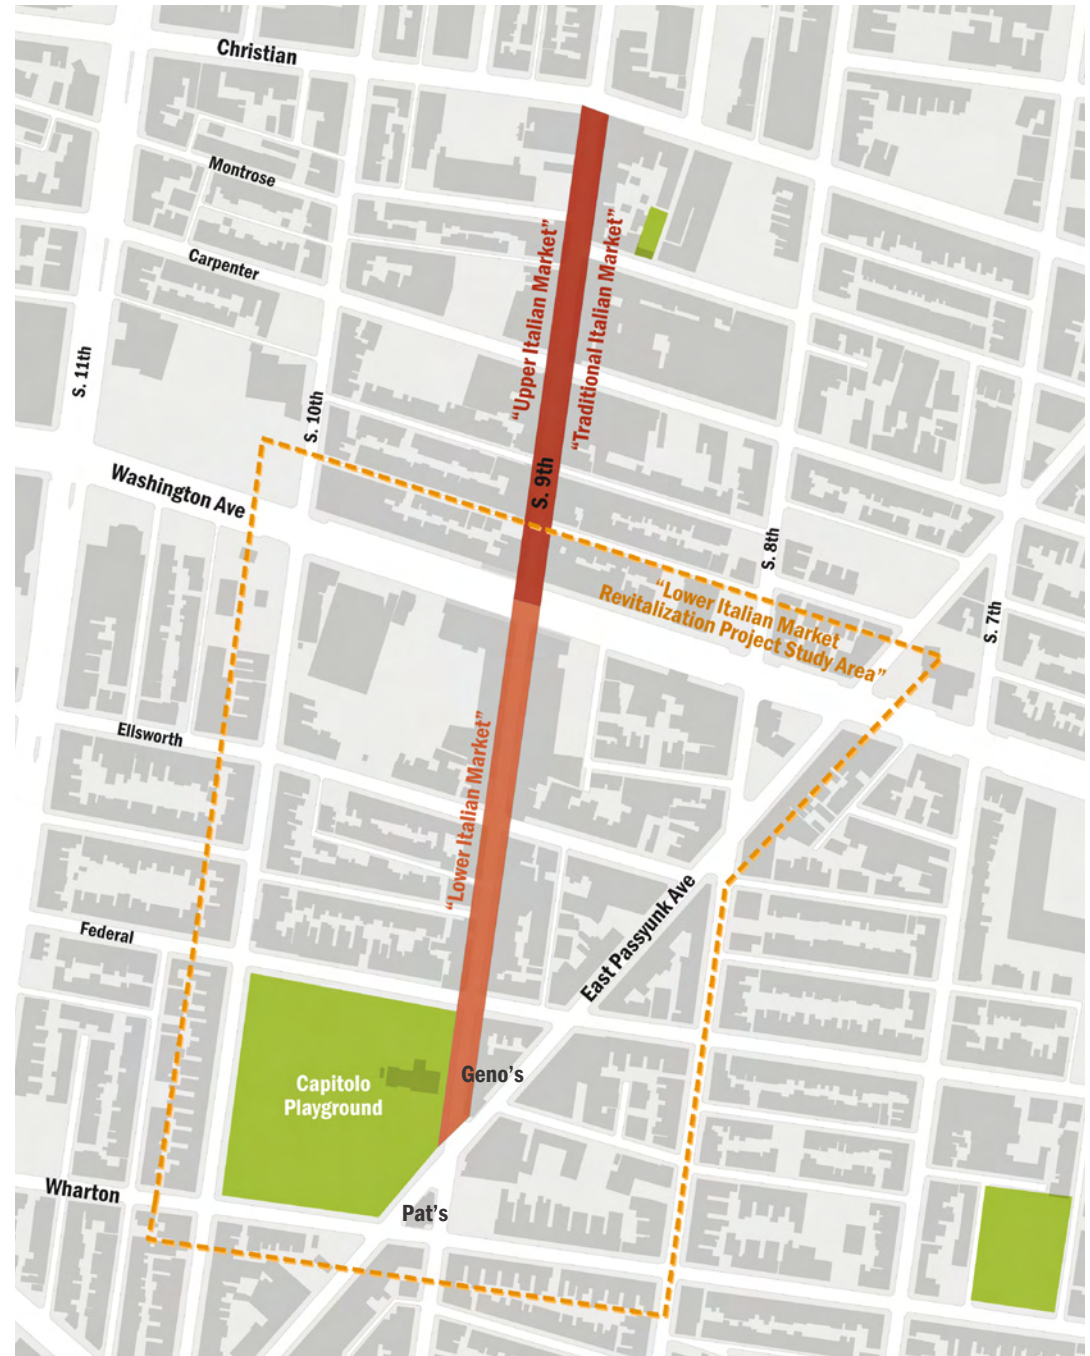 Christian
Montrose
Carpenter
“Upper Italian Market”
“Traditional Italian Market”
S. 11th
S. 10th
S. 9th
Washington Ave
S. 8th
“Lower Italian Market
Revitalization Project Study Area”
S. 7th
Ellsworth
“Lower Italian Market”
East Passyunk Ave
Federal
Geno’s
Capitolo
Playground
Wharton
Pat’s